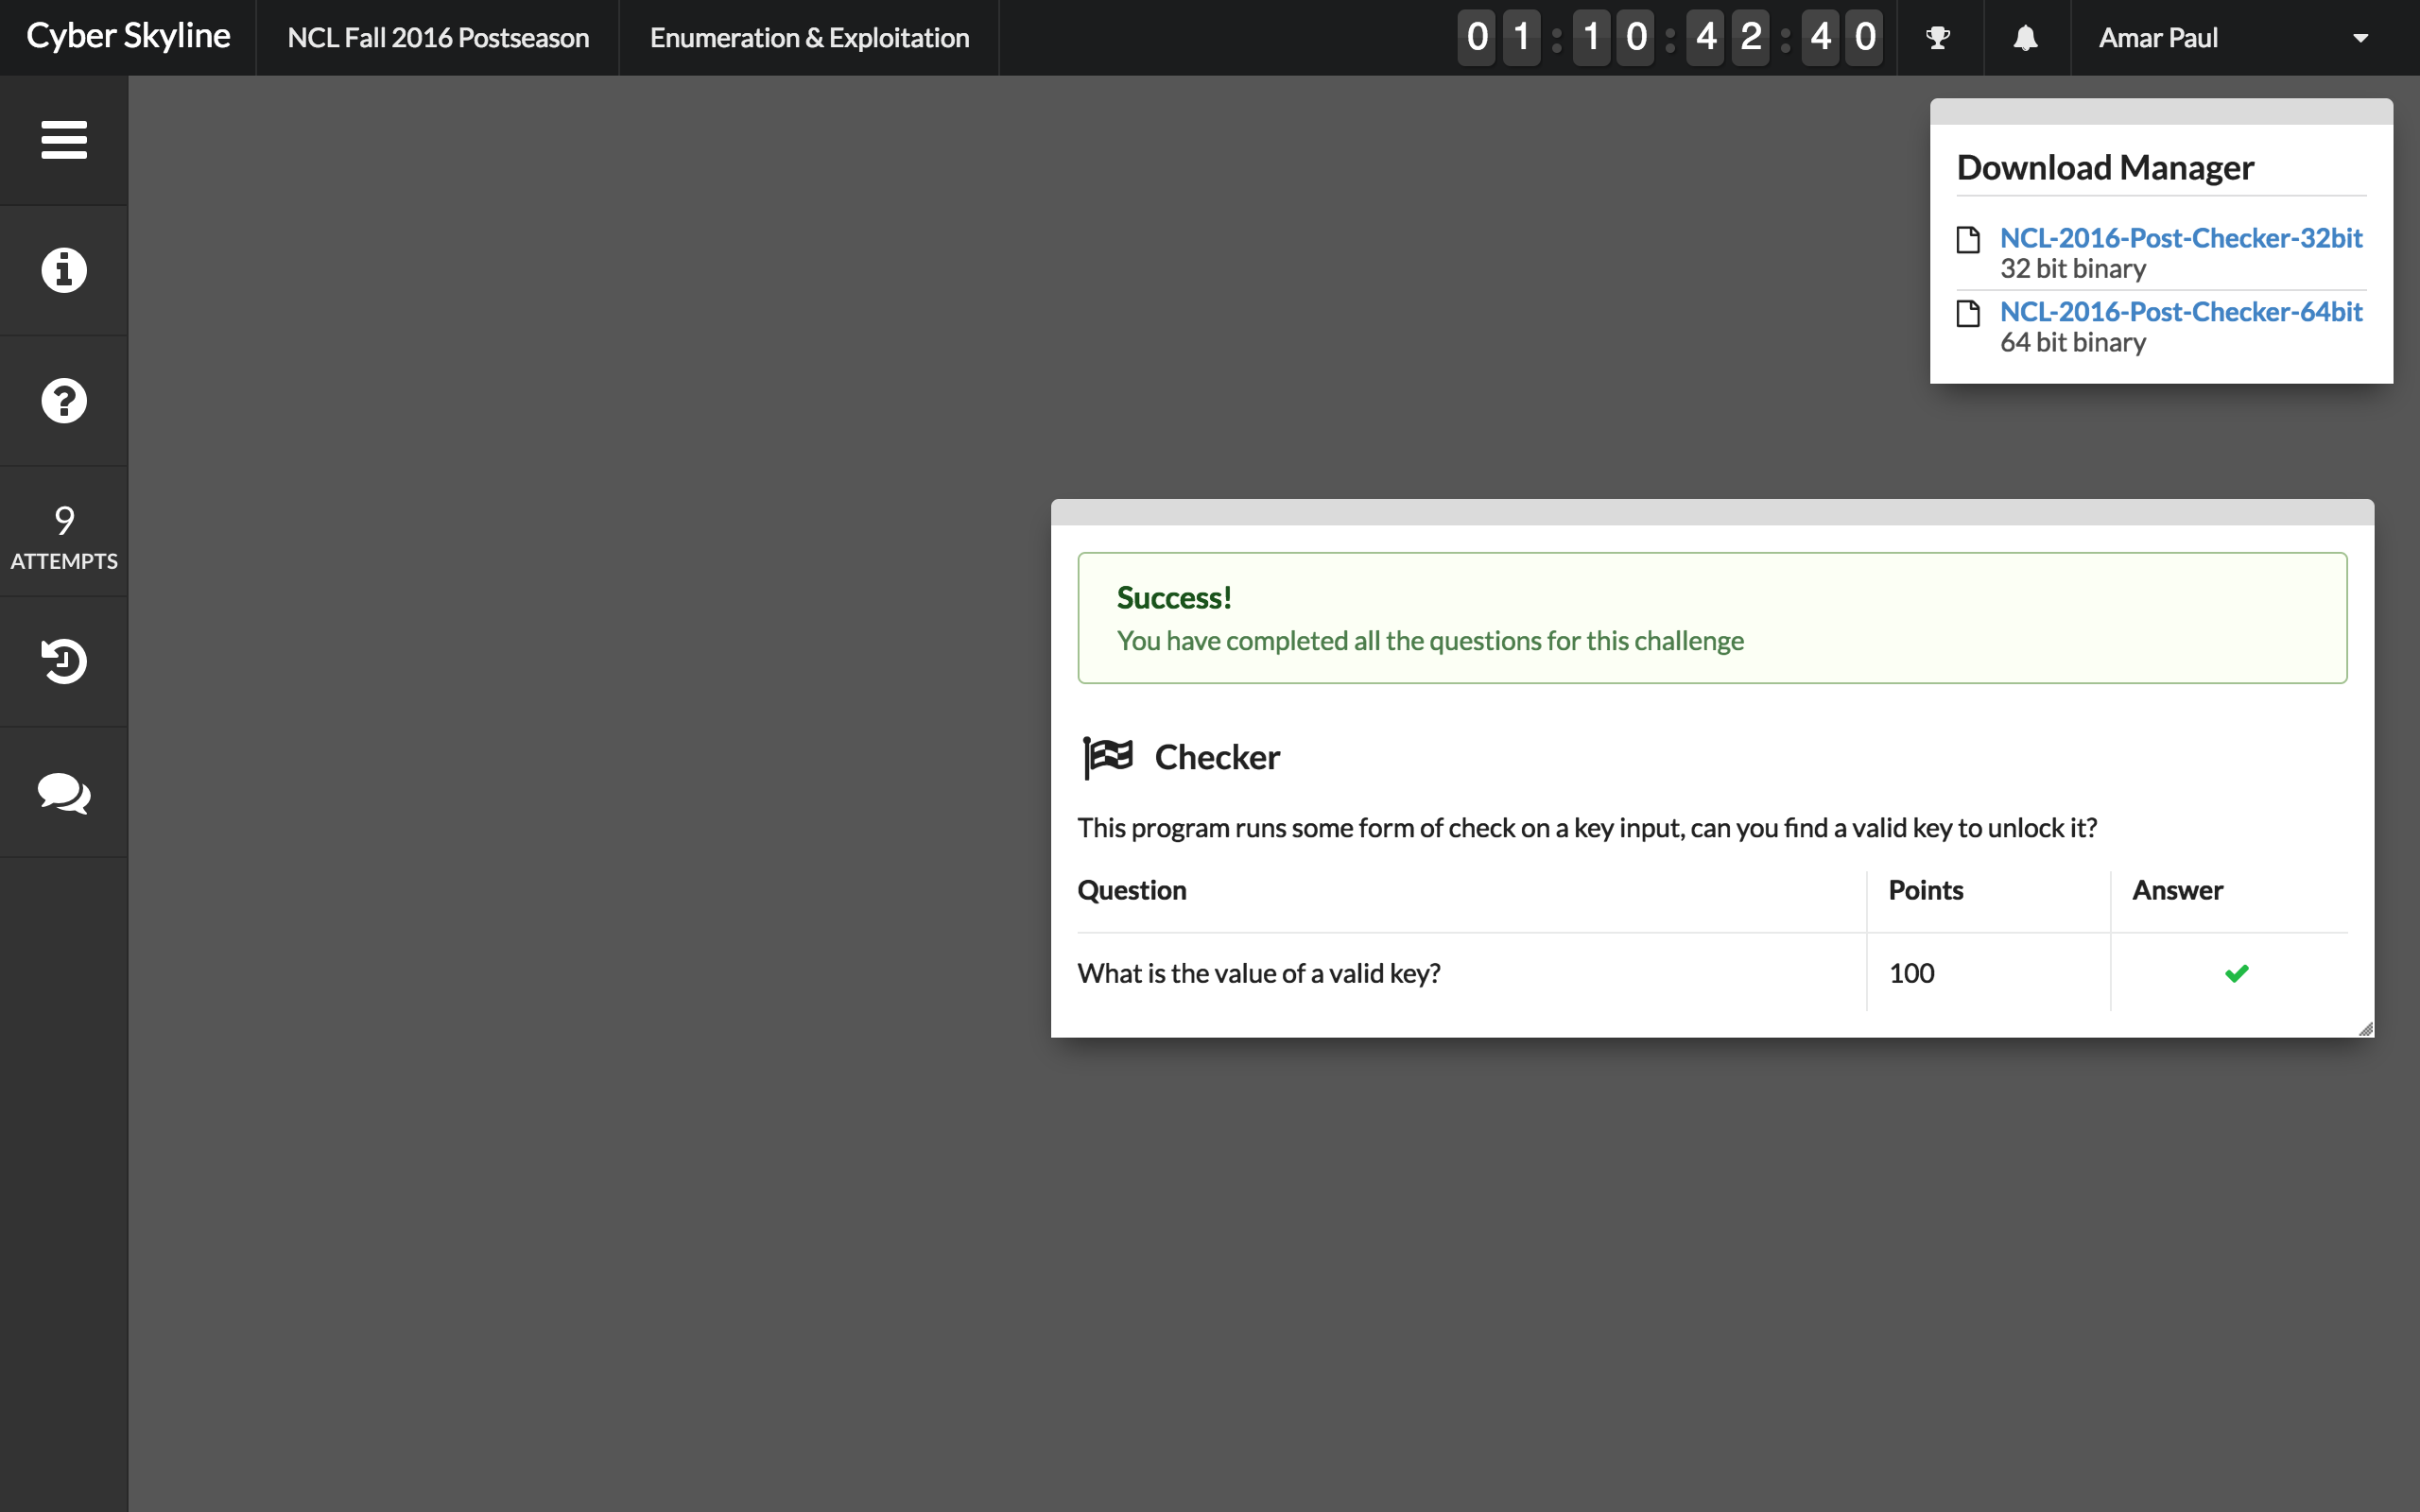 Cyber Skyline
NCL Fall 2016 Postseason
Enumeration & Exploitation
01:10:42:40
Amar Paul
9
ATTEMPTS
Download Manager
NCL-2016-Post-Checker-32bit
32 bit binary
NCL-2016-Post-Checker-64bit
64 bit binary
Success!
You have completed all the questions for this challenge
Checker
This program runs some form of check on a key input, can you find a valid key to unlock it?
Question Points Answer
What is the value of a valid key? 100